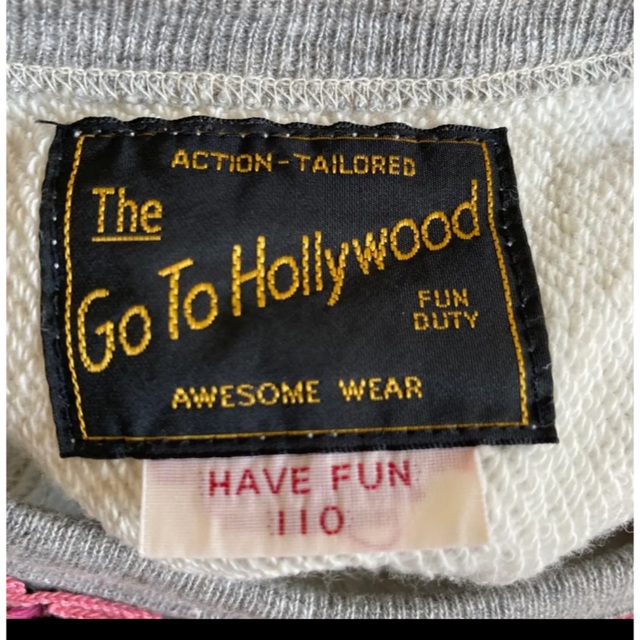 ACTION-TAILORED
The
Go To Hollywood
FUN
DUTY
AWESOME WEAR
HAVE FUN
110